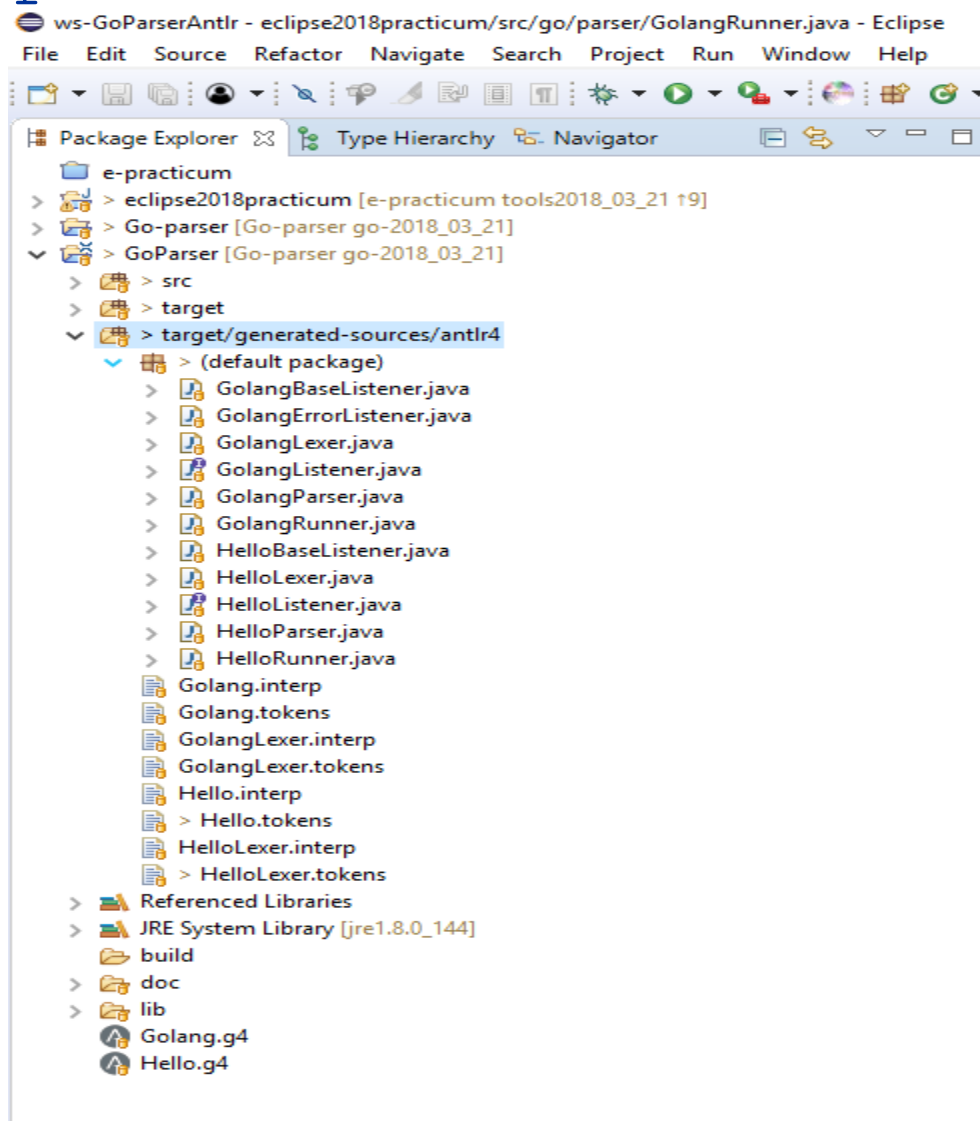 ws-GoParserAntlr - eclipse2018practicum/src/go/parser/GolangRunner.java - Eclipse
File Edit Source Refactor Navigate Search Project Run Window Help
Package Explorer Type Hierarchy Navigator
e-practicum
> eclipse2018practicum [e-practicum tools2018_03_21 ↑9]
> Go-parser [Go-parser go-2018_03_21]
> GoParser [Go-parser go-2018_03_21]
> src
> target
> target/generated-sources/antlr4
> (default package)
GolangBaseListener.java
GolangErrorListener.java
GolangLexer.java
GolangListener.java
GolangParser.java
GolangRunner.java
HelloBaseListener.java
HelloLexer.java
HelloListener.java
HelloParser.java
HelloRunner.java
Golang.interp
Golang.tokens
GolangLexer.interp
GolangLexer.tokens
Hello.interp
> Hello.tokens
HelloLexer.interp
> HelloLexer.tokens
Referenced Libraries
JRE System Library [jre1.8.0_144]
build
doc
lib
Golang.g4
Hello.g4